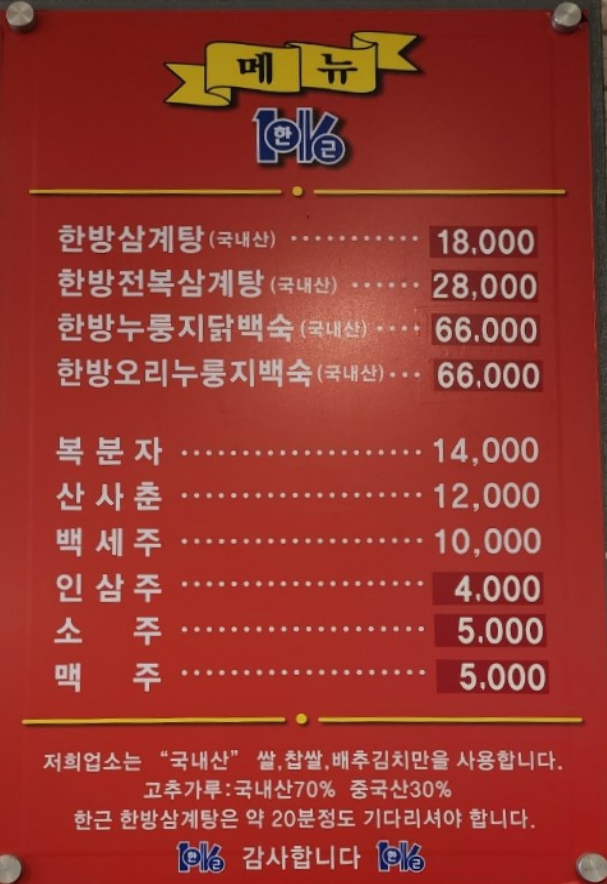 메뉴
한근
한방삼계탕(국내산) ··········· 18,000
한방전복삼계탕(국내산) ······ 28,000
한방누룽지닭백숙(국내산) ···· 66,000
한방오리누룽지백숙(국내산)··· 66,000
복분자 ······················ 14,000
산사춘 ······················ 12,000
백세주 ······················ 10,000
인삼주 ······················ 4,000
소주 ······················ 5,000
맥주 ······················ 5,000
저희업소는 “국내산” 쌀,찹쌀,배추김치만을 사용합니다.
고추가루:국내산70% 중국산30%
한근 한방삼계탕은 약 20분정도 기다리셔야 합니다.
한근 감사합니다 한근